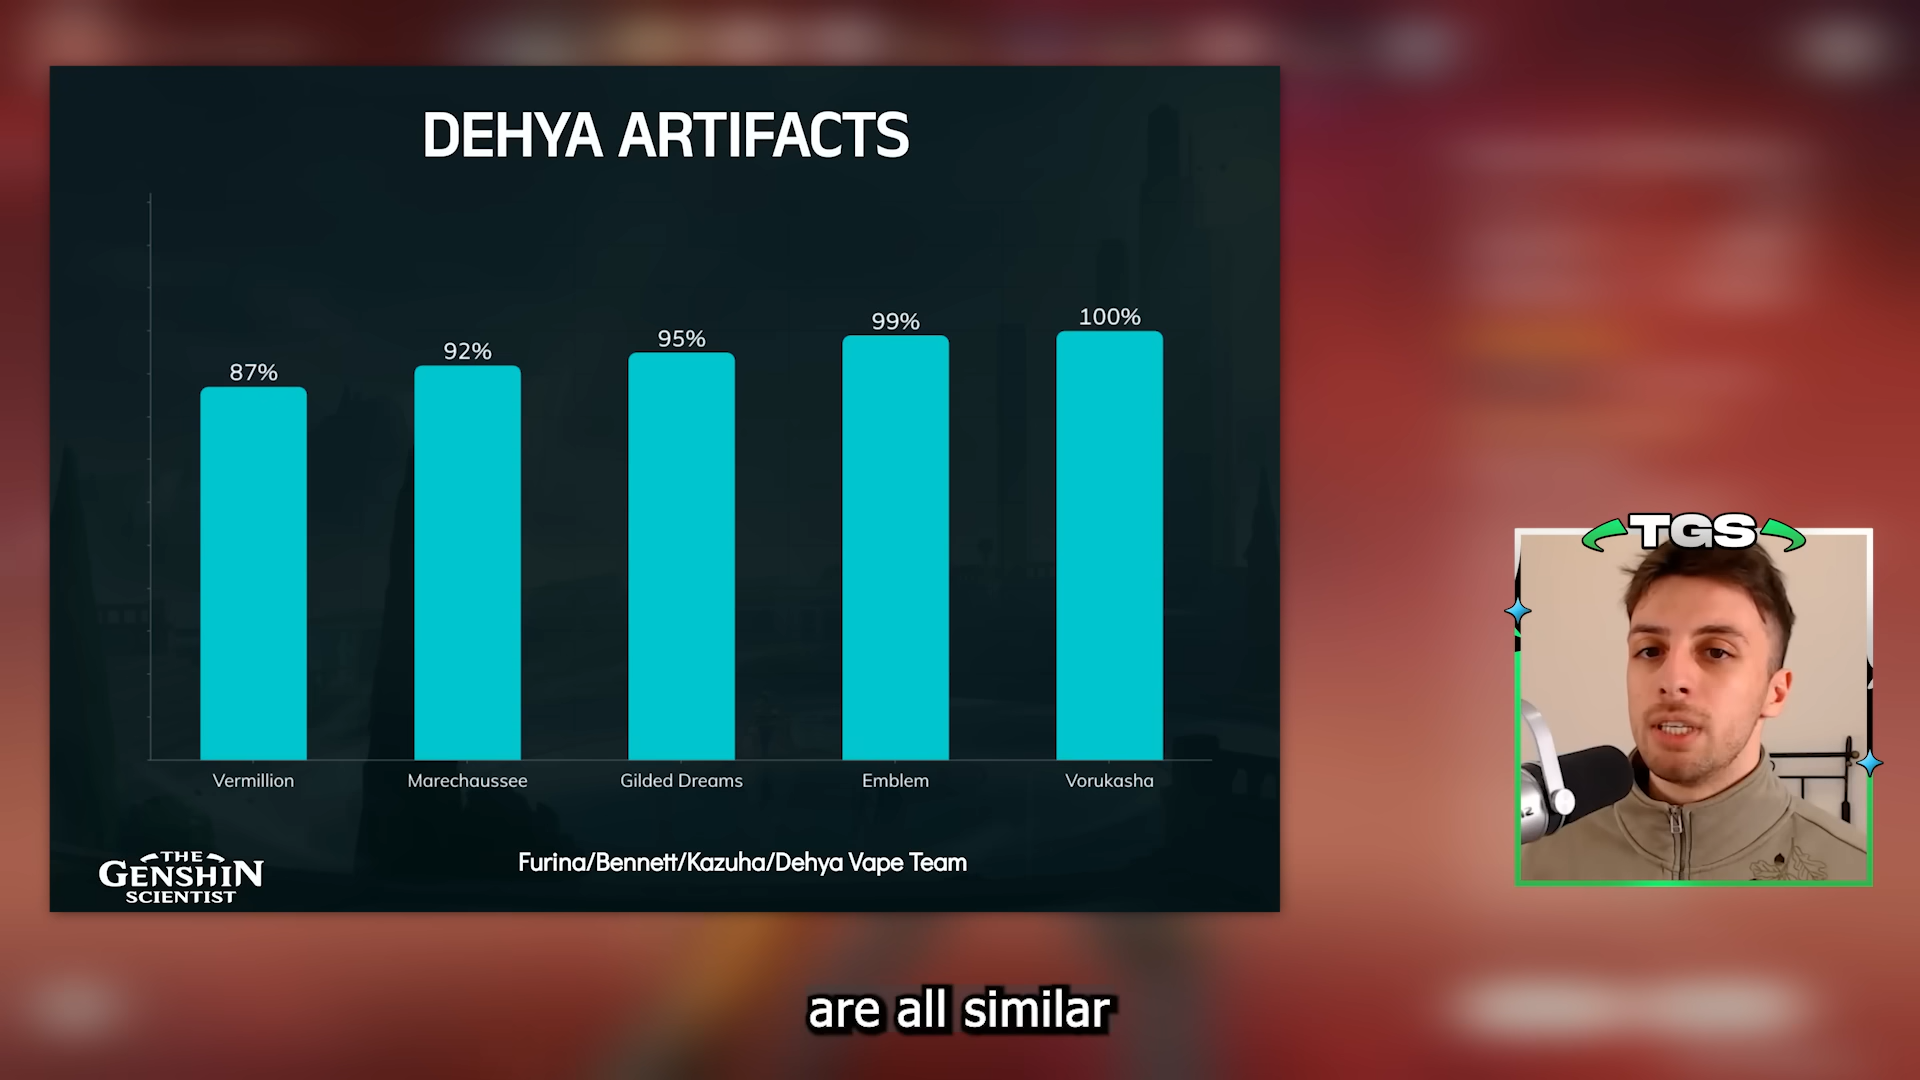 DEHYA ARTIFACTS
87%
92%
95%
99%
100%
Vermillion
Marechaussee
Gilded Dreams
Emblem
Vorukasha
THE
GENSHIN
SCIENTIST
Furina/Bennett/Kazuha/Dehya Vape Team
TGS
are all similar